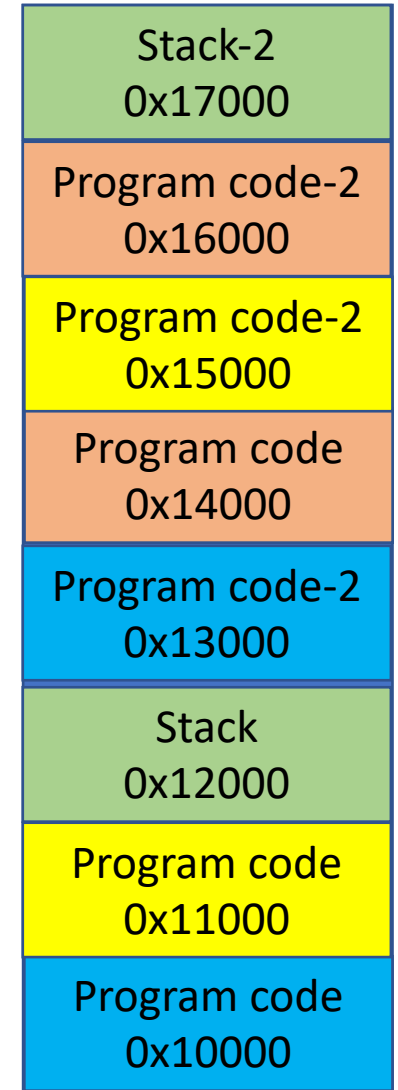 Stack-2
0x17000
Program code-2
0x16000
Program code-2
0x15000
Program code
0x14000
Program code-2
0x13000
Stack
0x12000
Program code
0x11000
Program code
0x10000